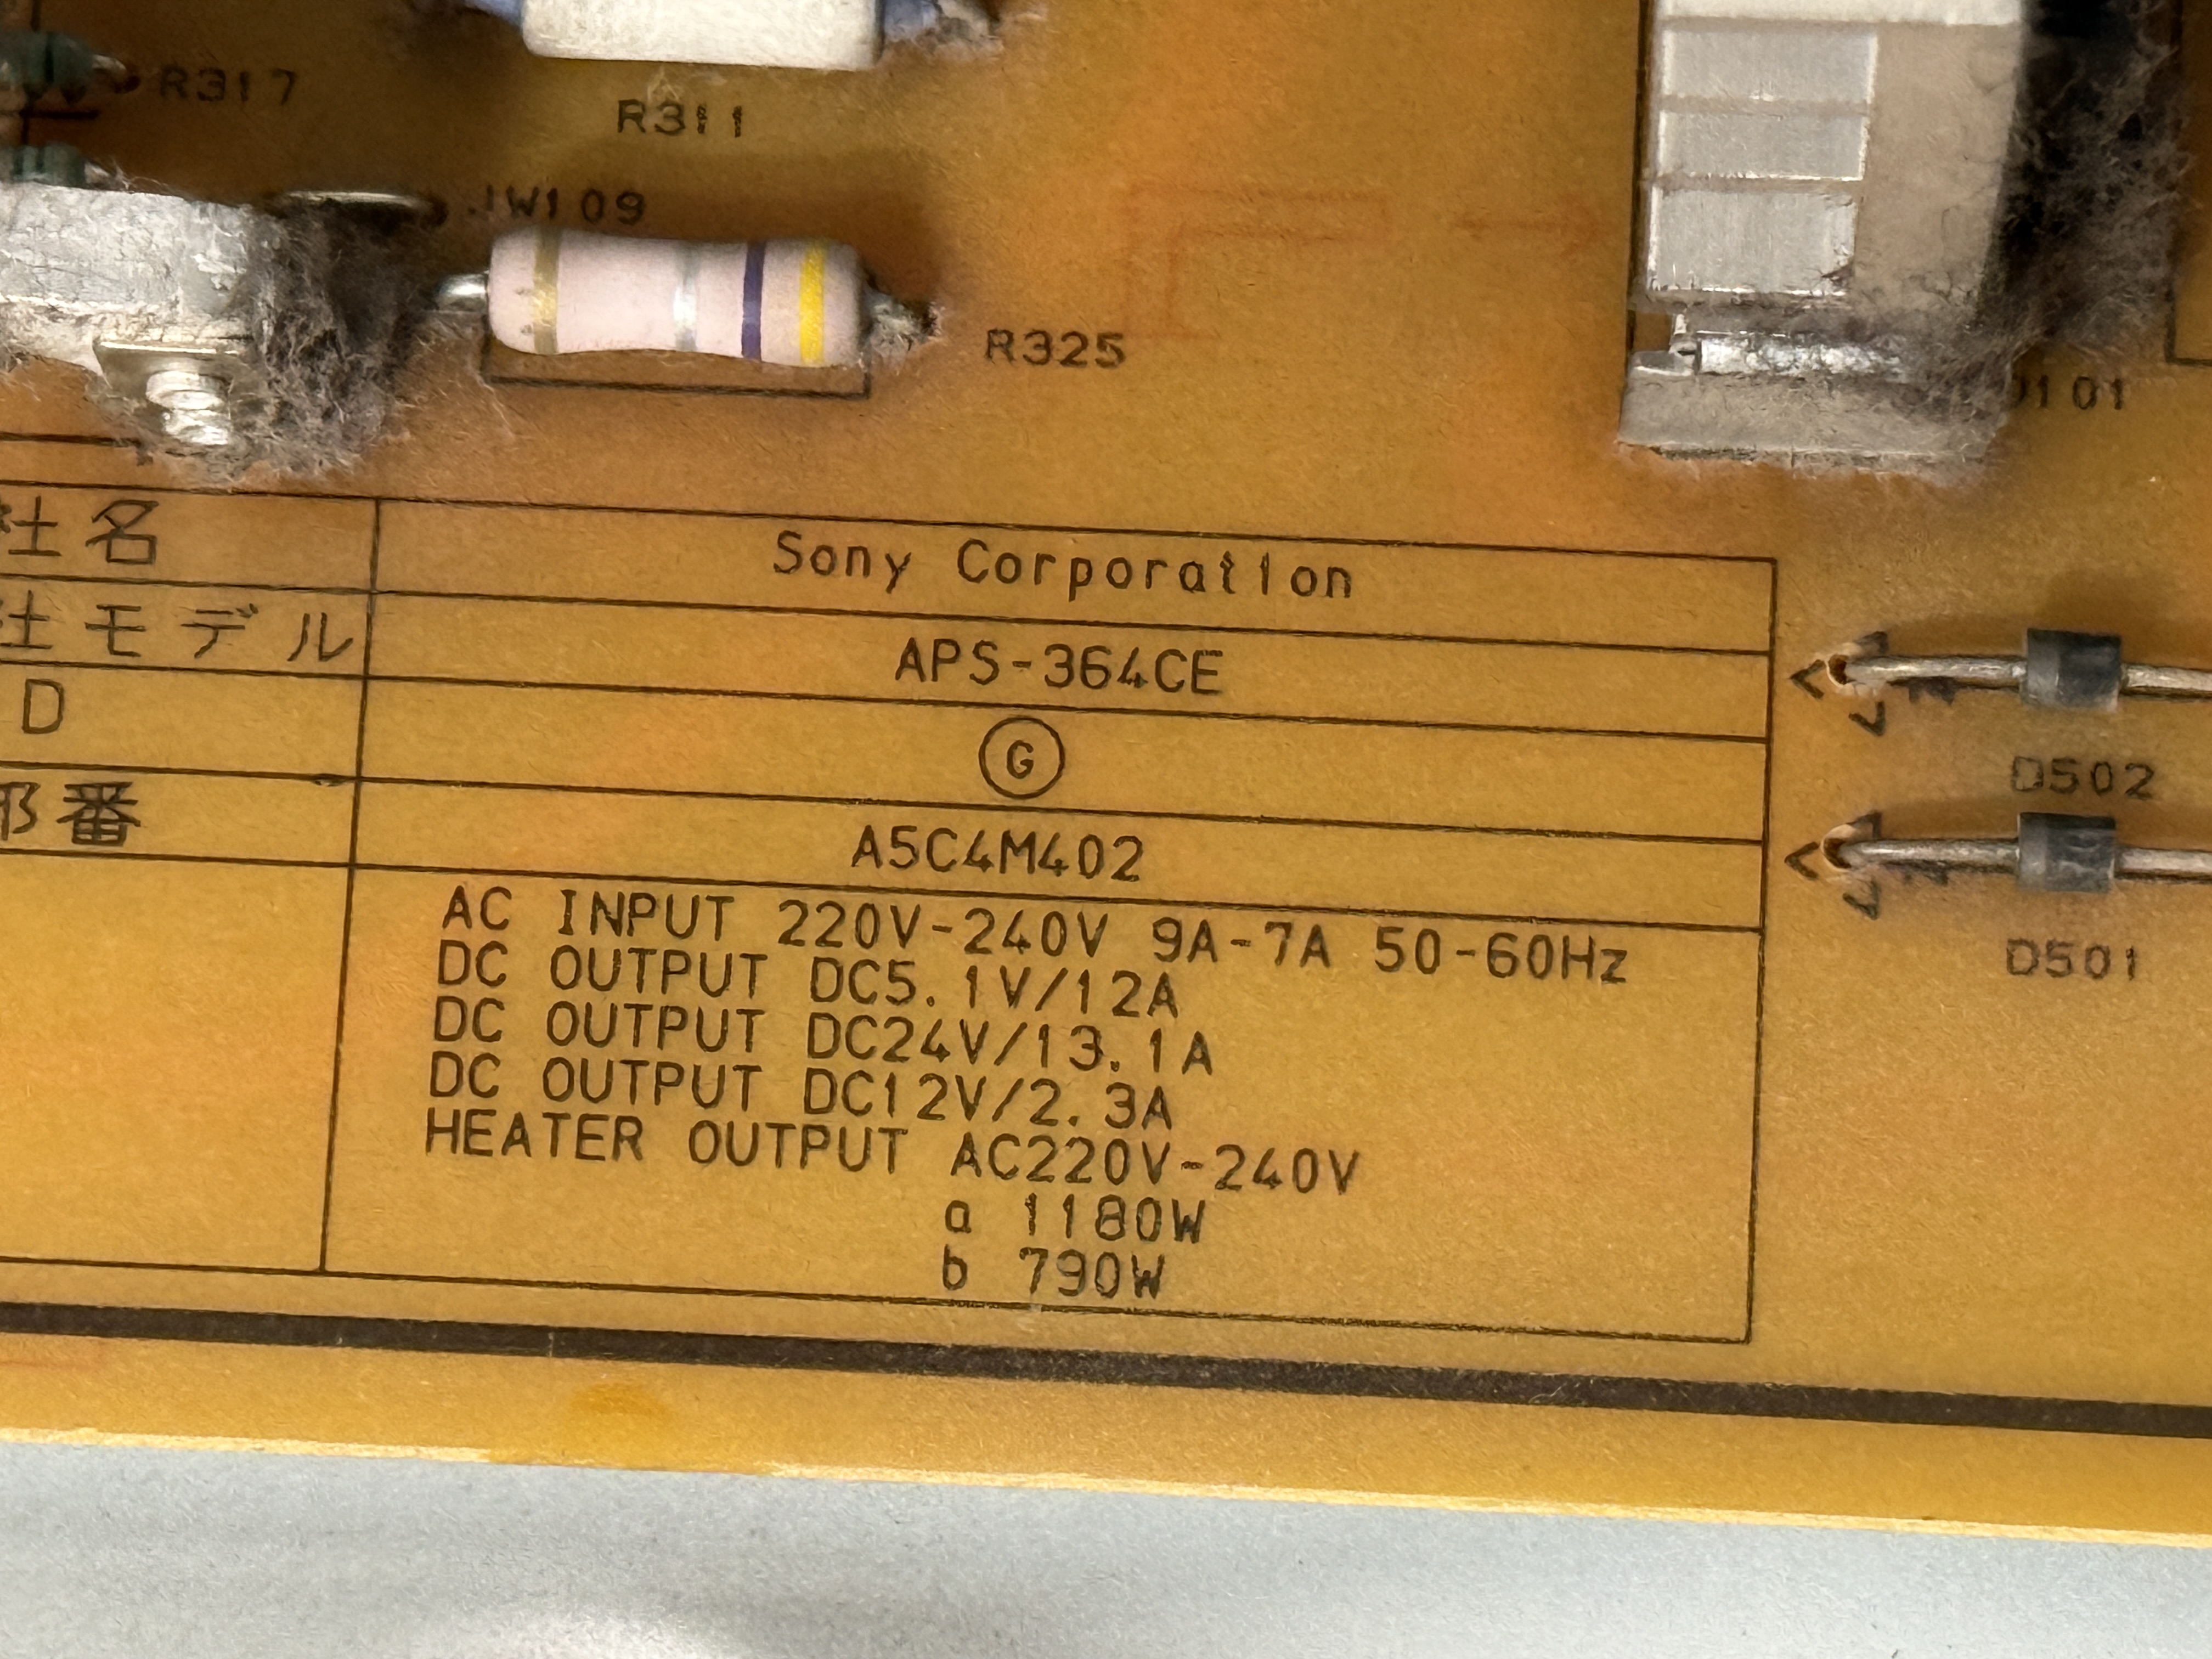 R317
R311
JW109
R325
社名
Sony Corporation
社モデル
APS-364CE
D
G
番
A5C4M402
AC INPUT 220V-240V 9A-7A 50-60Hz
DC OUTPUT DC5.1V/12A
DC OUTPUT DC24V/13.1A
DC OUTPUT DC12V/2.3A
HEATER OUTPUT AC220V-240V
a 1180W
b 790W
D502
D501